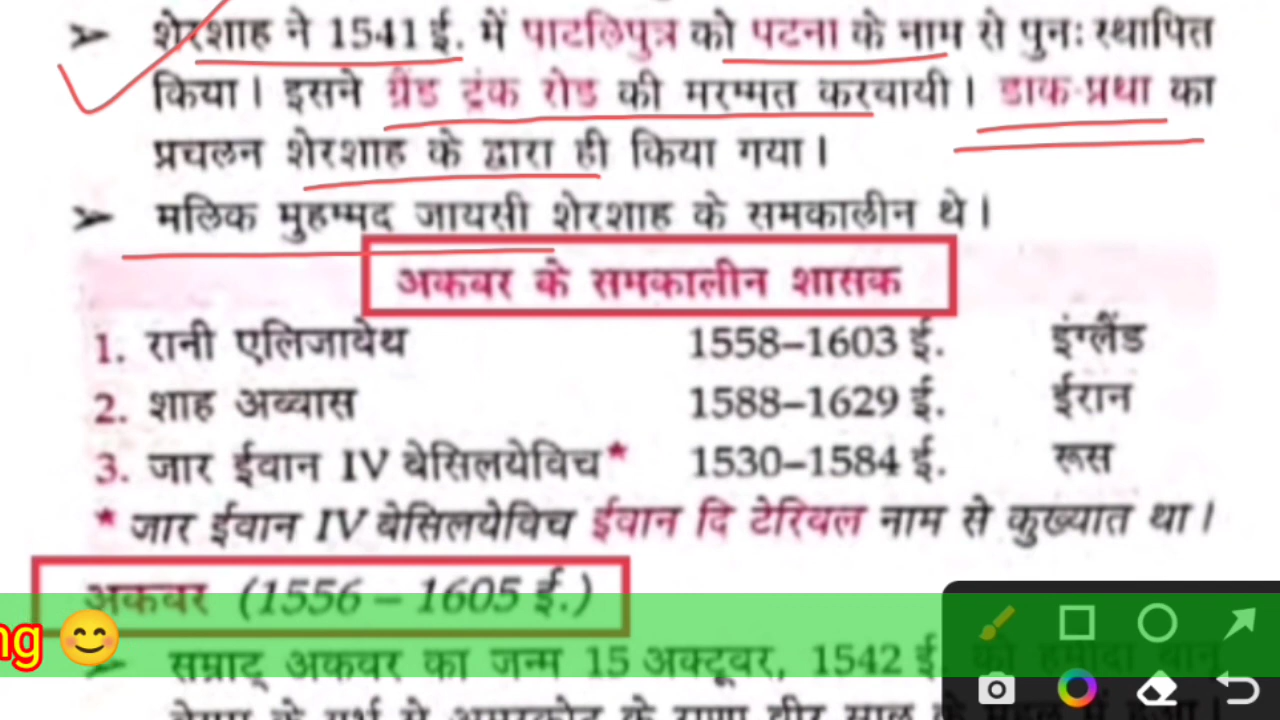 ➤ शेरशाह ने 1541 ई. में पाटलिपुत्र को पटना के नाम से पुनः स्थापित
किया। इसने ग्रैंड ट्रंक रोड की मरम्मत करवायी। डाक-प्रथा का
प्रचलन शेरशाह के द्वारा ही किया गया।
➤ मलिक मुहम्मद जायसी शेरशाह के समकालीन थे।
अकबर के समकालीन शासक
1. रानी एलिजाबेथ 1558–1603 ई. इंग्लैंड
2. शाह अब्बास 1588–1629 ई. ईरान
3. जार ईवान IV बेसिलयेविच* 1530–1584 ई. रूस
* जार ईवान IV बेसिलयेविच ईवान दि टेरिबल नाम से कुख्यात था।
अकबर (1556 – 1605 ई.)
ng 😊
➤ सम्राट् अकबर का जन्म 15 अक्टूबर, 1542 ई. को हमीदा बानू